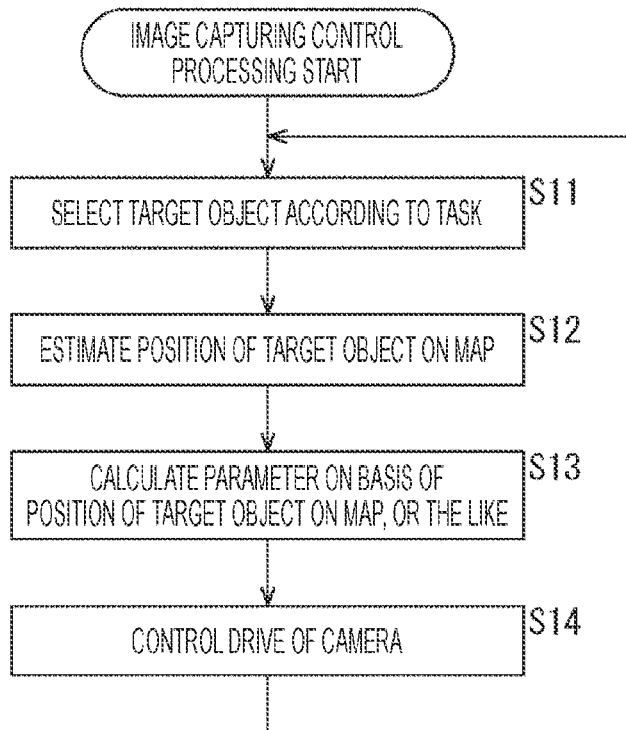 IMAGE CAPTURING CONTROL
PROCESSING START
S11
SELECT TARGET OBJECT ACCORDING TO TASK
S12
ESTIMATE POSITION OF TARGET OBJECT ON MAP
S13
CALCULATE PARAMETER ON BASIS OF
POSITION OF TARGET OBJECT ON MAP, OR THE LIKE
S14
CONTROL DRIVE OF CAMERA